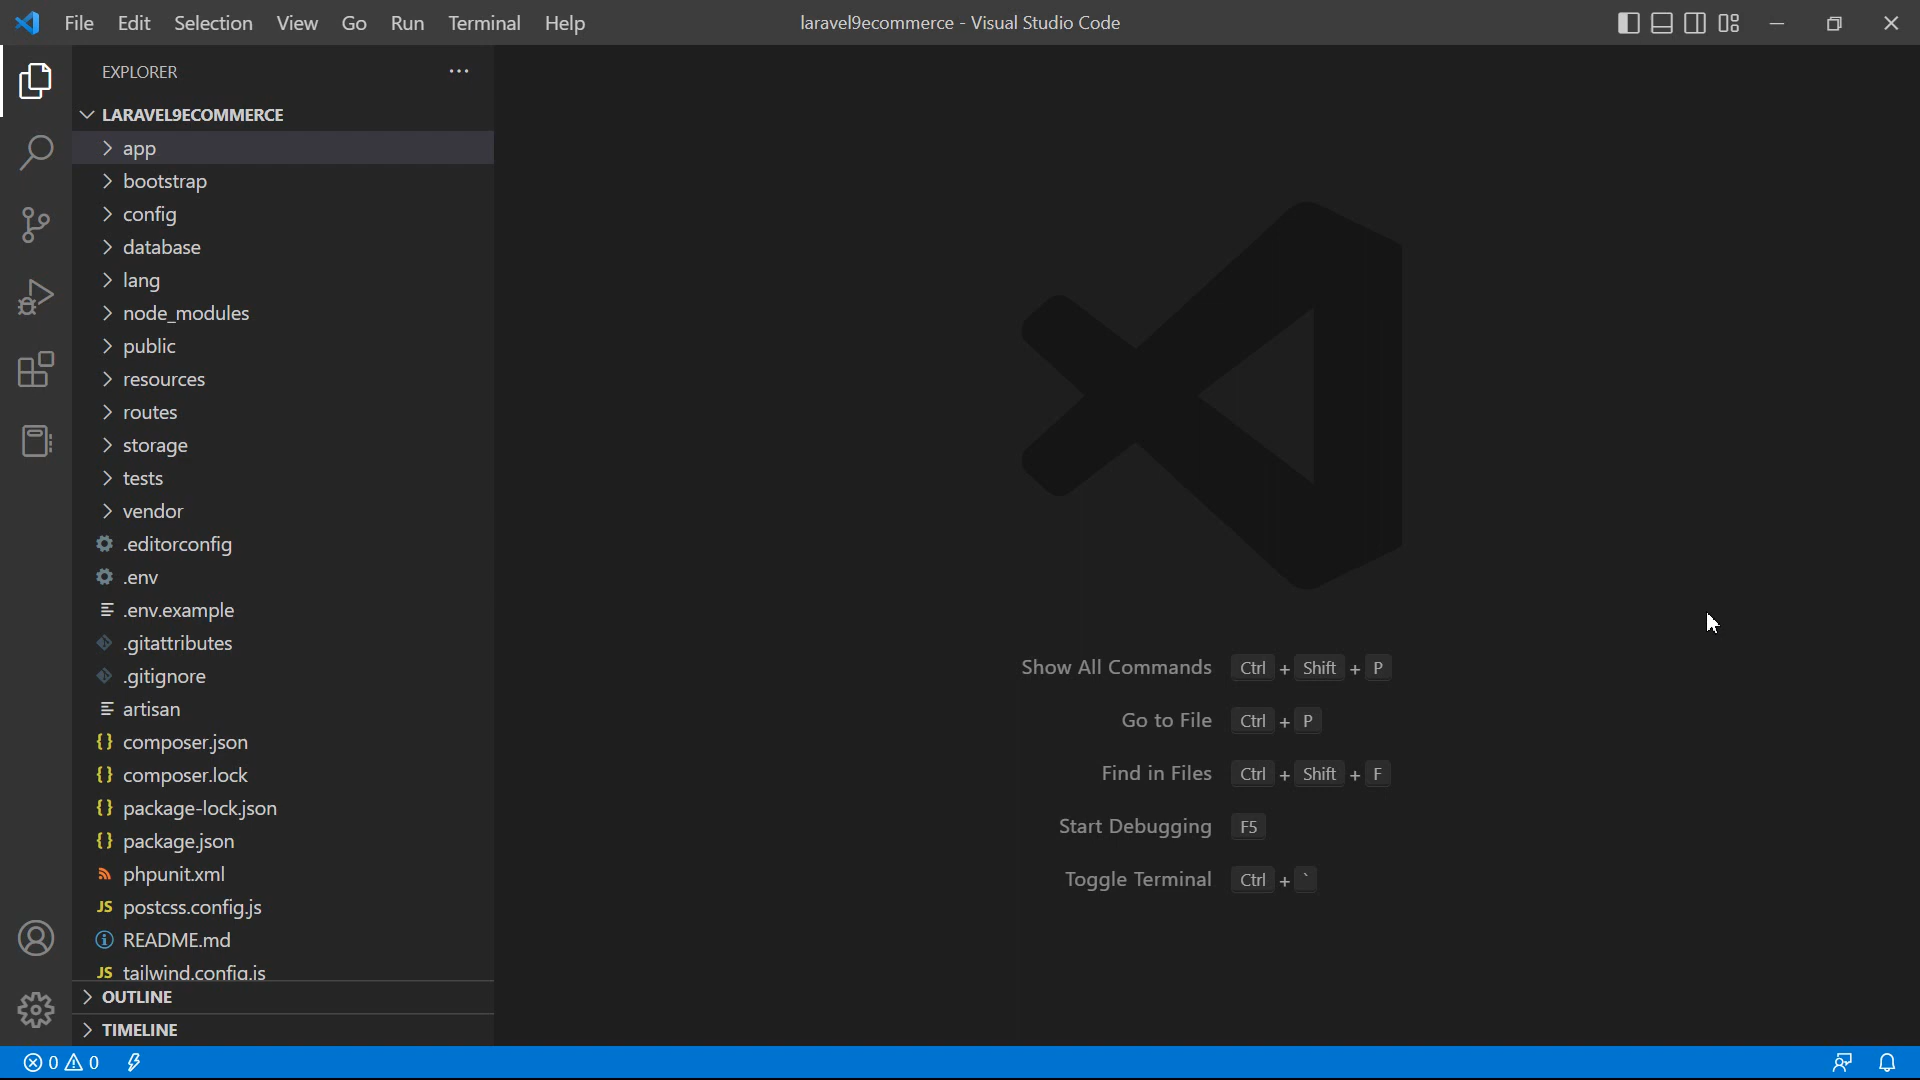 File Edit Selection View Go Run Terminal Help
laravel9ecommerce - Visual Studio Code
EXPLORER
LARAVEL9ECOMMERCE
app
bootstrap
config
database
lang
node_modules
public
resources
routes
storage
tests
vendor
.editorconfig
.env
.env.example
.gitattributes
.gitignore
artisan
composer.json
composer.lock
package-lock.json
package.json
phpunit.xml
JS postcss.config.js
README.md
JS tailwind.config.js
OUTLINE
TIMELINE
Show All Commands Ctrl + Shift + P
Go to File Ctrl + P
Find in Files Ctrl + Shift + F
Start Debugging F5
Toggle Terminal Ctrl + `
0 0